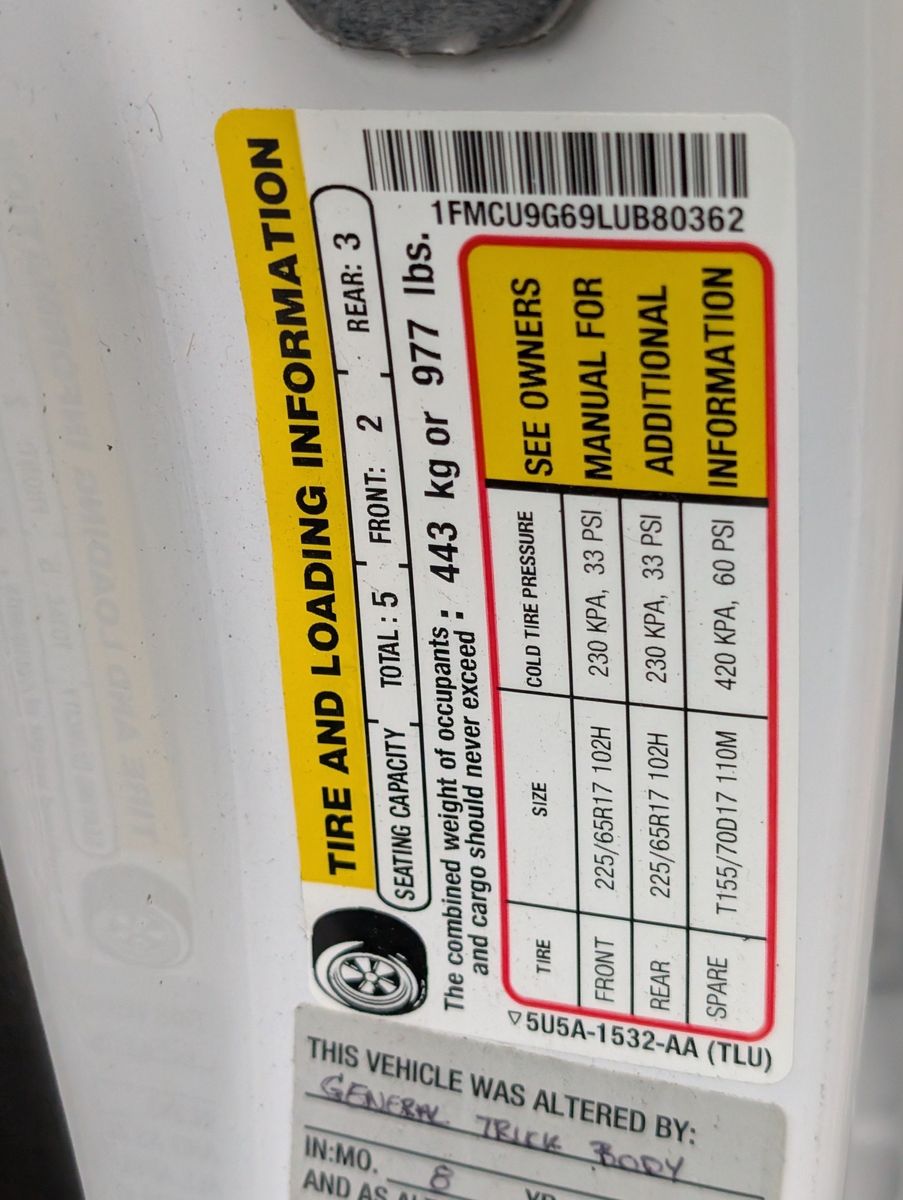 TIRE AND LOADING INFORMATION
SEATING CAPACITY TOTAL: 5 FRONT: 2 REAR: 3
The combined weight of occupants and cargo should never exceed : 443 kg or 977 lbs.
TIRE SIZE COLD TIRE PRESSURE
FRONT 225/65R17 102H 230 KPA, 33 PSI
REAR 225/65R17 102H 230 KPA, 33 PSI
SPARE T155/70D17 110M 420 KPA, 60 PSI
SEE OWNERS
MANUAL FOR
ADDITIONAL
INFORMATION
1FMCU9G69LUB80362
5U5A-1532-AA (TLU)
THIS VEHICLE WAS ALTERED BY:
GENERAL TRUCK BODY
IN:MO. 8
AND AS